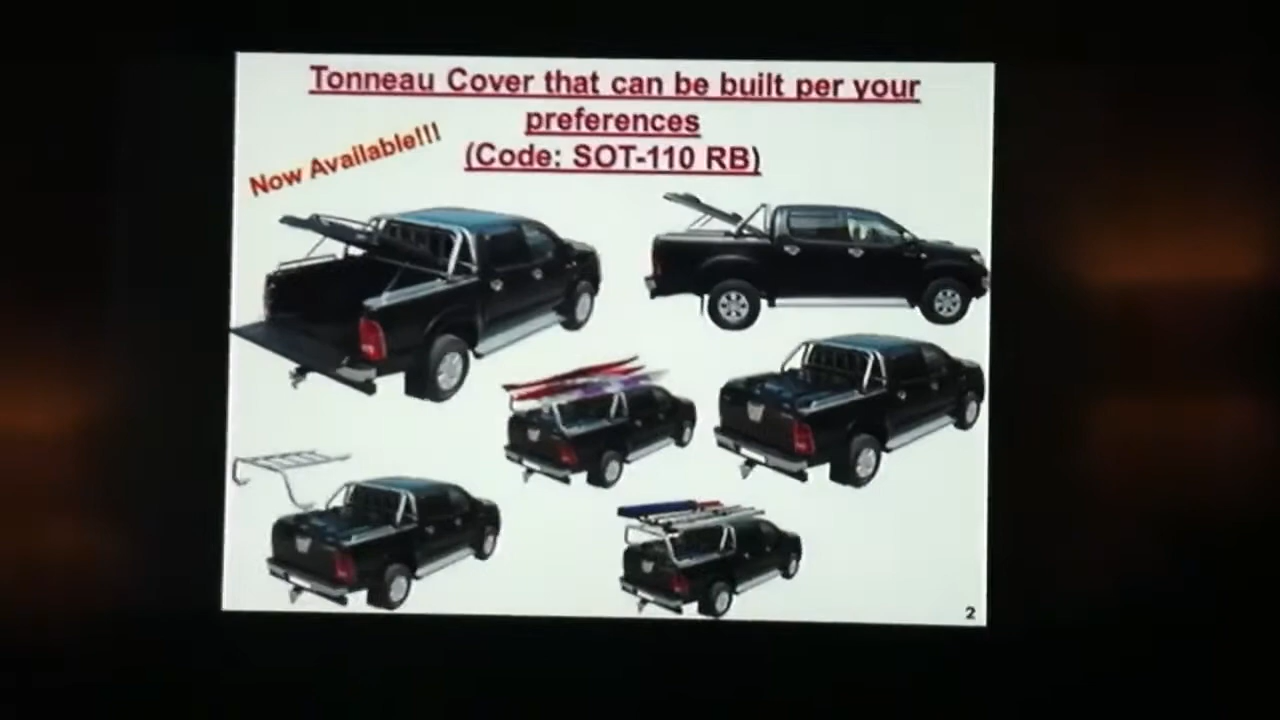 Tonneau Cover that can be built per your
preferences
(Code: SOT-110 RB)
Now Available!!!
2